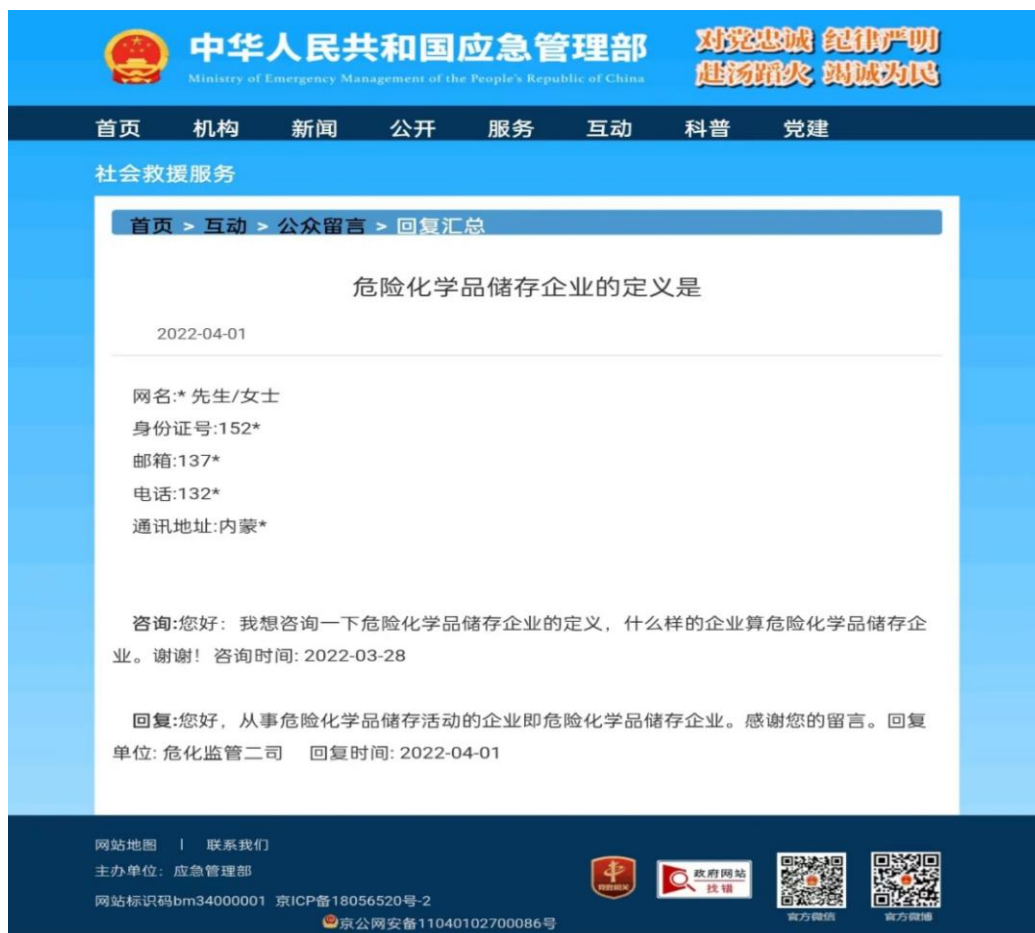 中华人民共和国应急管理部
Ministry of Emergency Management of the People's Republic of China
对党忠诚 纪律严明
赴汤蹈火 竭诚为民
首页 机构 新闻 公开 服务 互动 科普 党建
社会救援服务
首页 > 互动 > 公众留言 > 回复汇总
危险化学品储存企业的定义是
2022-04-01
网名:* 先生/女士
身份证号:152*
邮箱:137*
电话:132*
通讯地址:内蒙*
咨询:您好：我想咨询一下危险化学品储存企业的定义，什么样的企业算危险化学品储存企
业。谢谢！咨询时间: 2022-03-28
回复:您好，从事危险化学品储存活动的企业即危险化学品储存企业。感谢您的留言。回复
单位: 危化监管二司 回复时间: 2022-04-01
网站地图 | 联系我们
主办单位：应急管理部
网站标识码bm34000001 京ICP备18056520号-2
京公网安备11040102700086号
党政机关
政府网站
找错
官方微信
官方微博